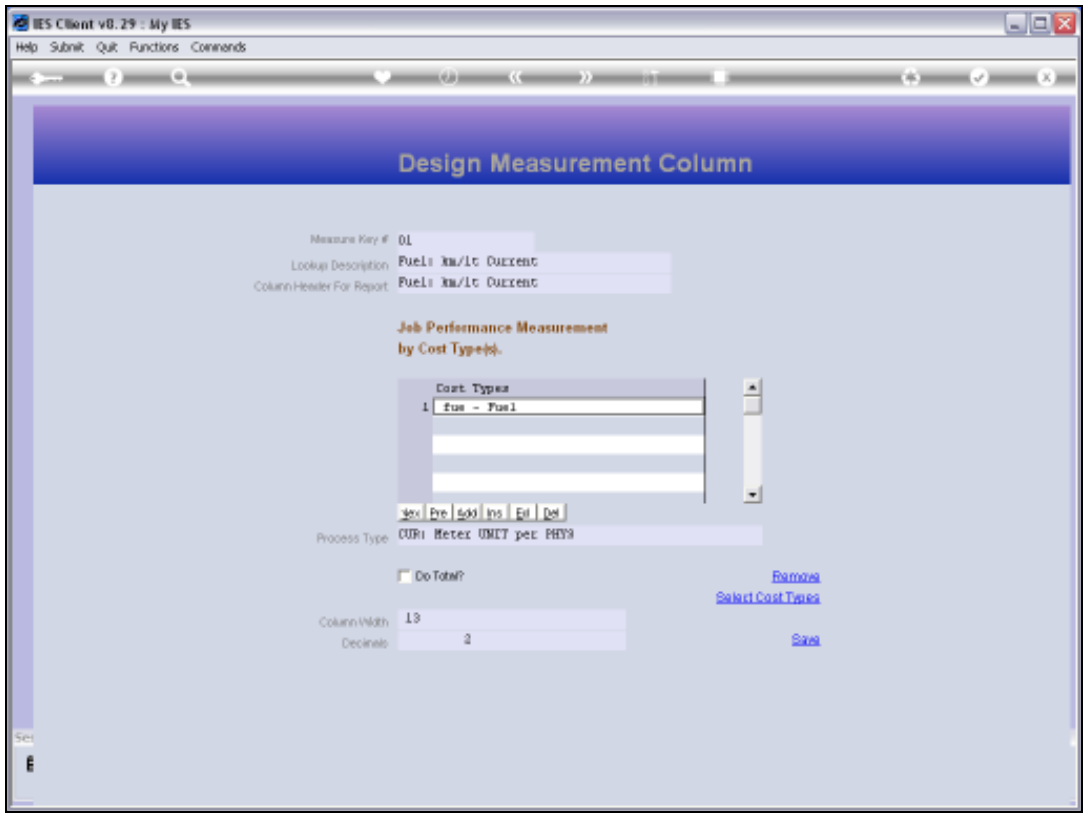 IES Client v8.29 : My IES
Help Submit Quit Functions Commands
Design Measurement Column
Measure Key # 01
Lookup Description Fuel: km/lt Current
Column Header For Report Fuel: km/lt Current
Job Performance Measurement
by Cost Type(s).
Cost Types
1 fue - Fuel
Nex Pre Add Ins Del
Process Type CUR: Meter UNIT per PHYS
Do Total?
Remove
Select Cost Types
Column Width 13
Decimals 2
Save
Ses